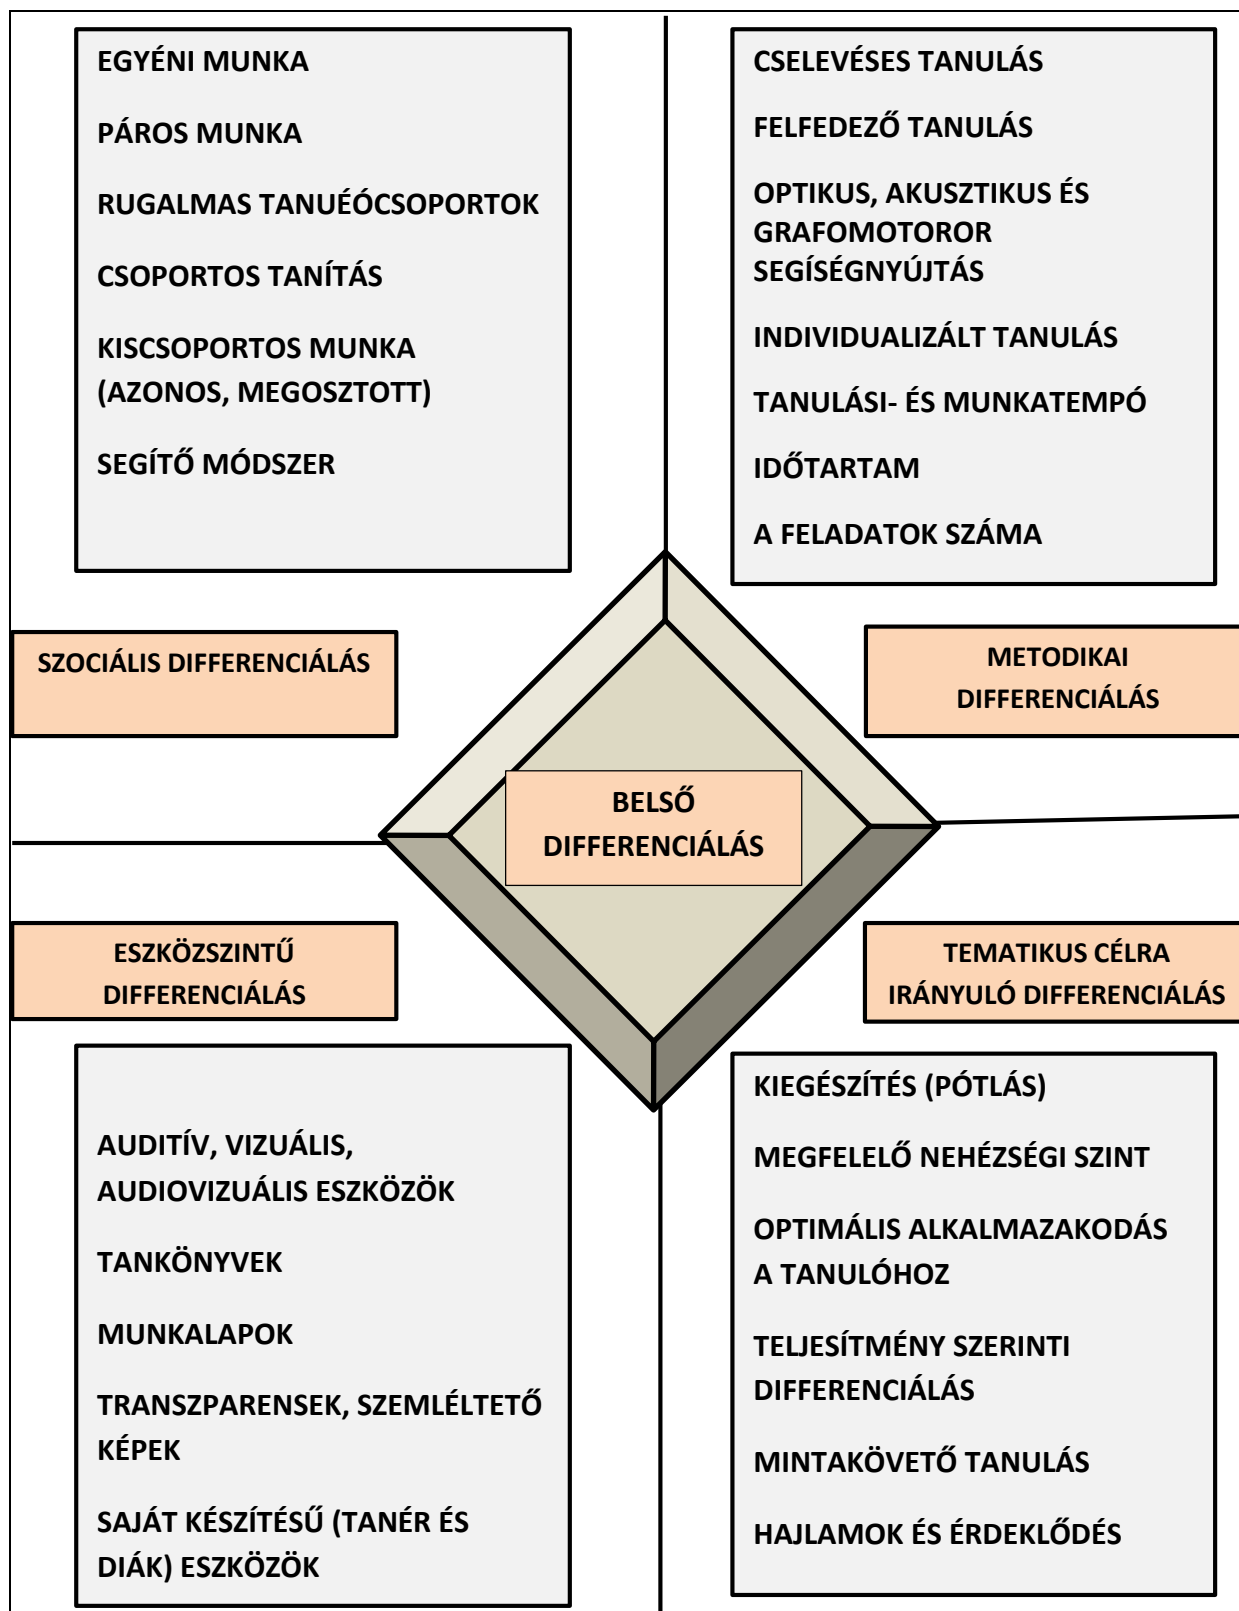 EGYÉNI MUNKA
PÁROS MUNKA
RUGALMAS TANUÉÓCSOPORTOK
CSOPORTOS TANÍTÁS
KISCSOPORTOS MUNKA
(AZONOS, MEGOSZTOTT)
SEGÍTŐ MÓDSZER
CSELEVÉSES TANULÁS
FELFEDEZŐ TANULÁS
OPTIKUS, AKUSZTIKUS ÉS
GRAFOMOTOROR
SEGÍSÉGNYÚJTÁS
INDIVIDUALIZÁLT TANULÁS
TANULÁSI- ÉS MUNKATEMPÓ
IDŐTARTAM
A FELADATOK SZÁMA
SZOCIÁLIS DIFFERENCIÁLÁS
METODIKAI
DIFFERENCIÁLÁS
BELSŐ
DIFFERENCIÁLÁS
ESZKÖZSZINTŰ
DIFFERENCIÁLÁS
TEMATIKUS CÉLRA
IRÁNYULÓ DIFFERENCIÁLÁS
AUDITÍV, VIZUÁLIS,
AUDIOVIZUÁLIS ESZKÖZÖK
TANKÖNYVEK
MUNKALAPOK
TRANSZPARENSEK, SZEMLÉLTETŐ
KÉPEK
SAJÁT KÉSZÍTÉSŰ (TANÉR ÉS
DIÁK) ESZKÖZÖK
KIEGÉSZÍTÉS (PÓTLÁS)
MEGFELELŐ NEHÉZSÉGI SZINT
OPTIMÁLIS ALKALMAZAKODÁS
A TANULÓHOZ
TELJESÍTMÉNY SZERINTI
DIFFERENCIÁLÁS
MINTAKÖVETŐ TANULÁS
HAJLAMOK ÉS ÉRDEKLŐDÉS